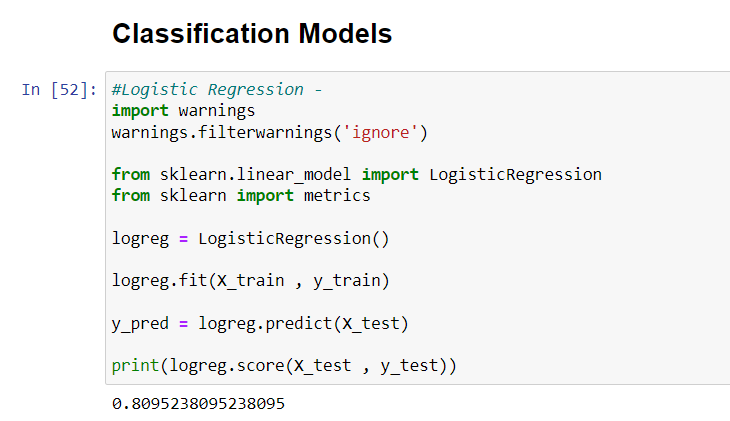 Classification Models
In [52]: #Logistic Regression -
import warnings
warnings.filterwarnings('ignore')
from sklearn.linear_model import LogisticRegression
from sklearn import metrics
logreg = LogisticRegression()
logreg.fit(X_train , y_train)
y_pred = logreg.predict(X_test)
print(logreg.score(X_test , y_test))
0.8095238095238095